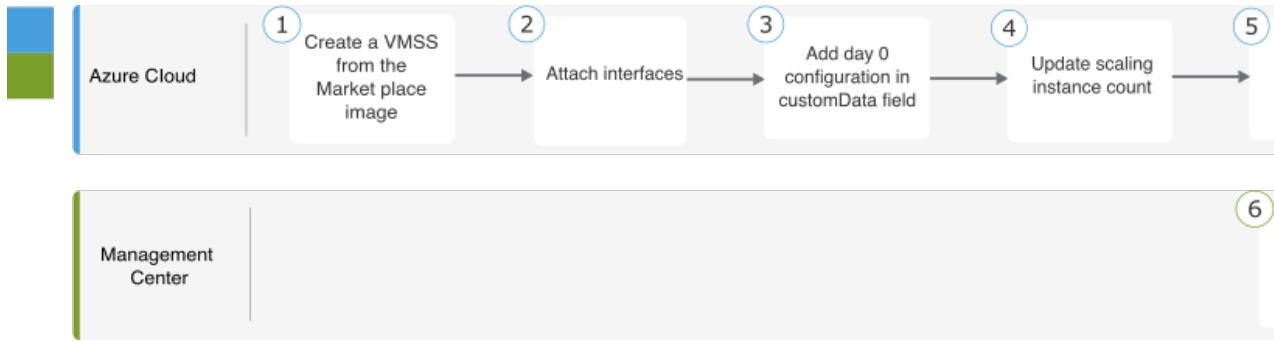 1
Create a VMSS
from the
Market place
image
2
Attach interfaces
3
Add day 0
configuration in
customData field
4
Update scaling
instance count
5
Azure Cloud
6
Management
Center